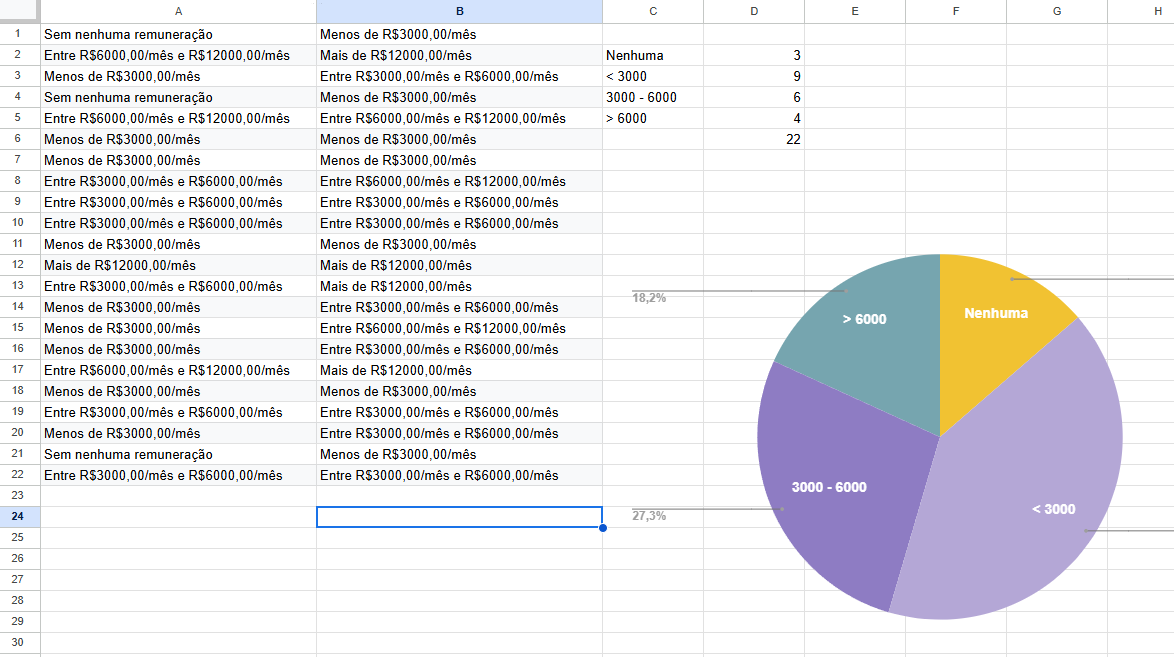 A B C D E F G H
1 Sem nenhuma remuneração Menos de R$3000,00/mês
2 Entre R$6000,00/mês e R$12000,00/mês Mais de R$12000,00/mês Nenhuma 3
3 Menos de R$3000,00/mês Entre R$3000,00/mês e R$6000,00/mês < 3000 9
4 Sem nenhuma remuneração Menos de R$3000,00/mês 3000 - 6000 6
5 Entre R$6000,00/mês e R$12000,00/mês Entre R$6000,00/mês e R$12000,00/mês > 6000 4
6 Menos de R$3000,00/mês Menos de R$3000,00/mês 22
7 Menos de R$3000,00/mês Menos de R$3000,00/mês
8 Entre R$3000,00/mês e R$6000,00/mês Entre R$6000,00/mês e R$12000,00/mês
9 Entre R$3000,00/mês e R$6000,00/mês Entre R$3000,00/mês e R$6000,00/mês
10 Entre R$3000,00/mês e R$6000,00/mês Entre R$3000,00/mês e R$6000,00/mês
11 Menos de R$3000,00/mês Menos de R$3000,00/mês
12 Mais de R$12000,00/mês Mais de R$12000,00/mês
13 Entre R$3000,00/mês e R$6000,00/mês Mais de R$12000,00/mês
18,2%
14 Menos de R$3000,00/mês Entre R$3000,00/mês e R$6000,00/mês
> 6000 Nenhuma
15 Menos de R$3000,00/mês Entre R$6000,00/mês e R$12000,00/mês
16 Menos de R$3000,00/mês Entre R$3000,00/mês e R$6000,00/mês
17 Entre R$6000,00/mês e R$12000,00/mês Mais de R$12000,00/mês
18 Menos de R$3000,00/mês Menos de R$3000,00/mês
19 Entre R$3000,00/mês e R$6000,00/mês Entre R$3000,00/mês e R$6000,00/mês
20 Menos de R$3000,00/mês Entre R$3000,00/mês e R$6000,00/mês
21 Sem nenhuma remuneração Menos de R$3000,00/mês
22 Entre R$3000,00/mês e R$6000,00/mês Entre R$3000,00/mês e R$6000,00/mês
3000 - 6000
23
24 27,3% < 3000
25
26
27
28
29
30